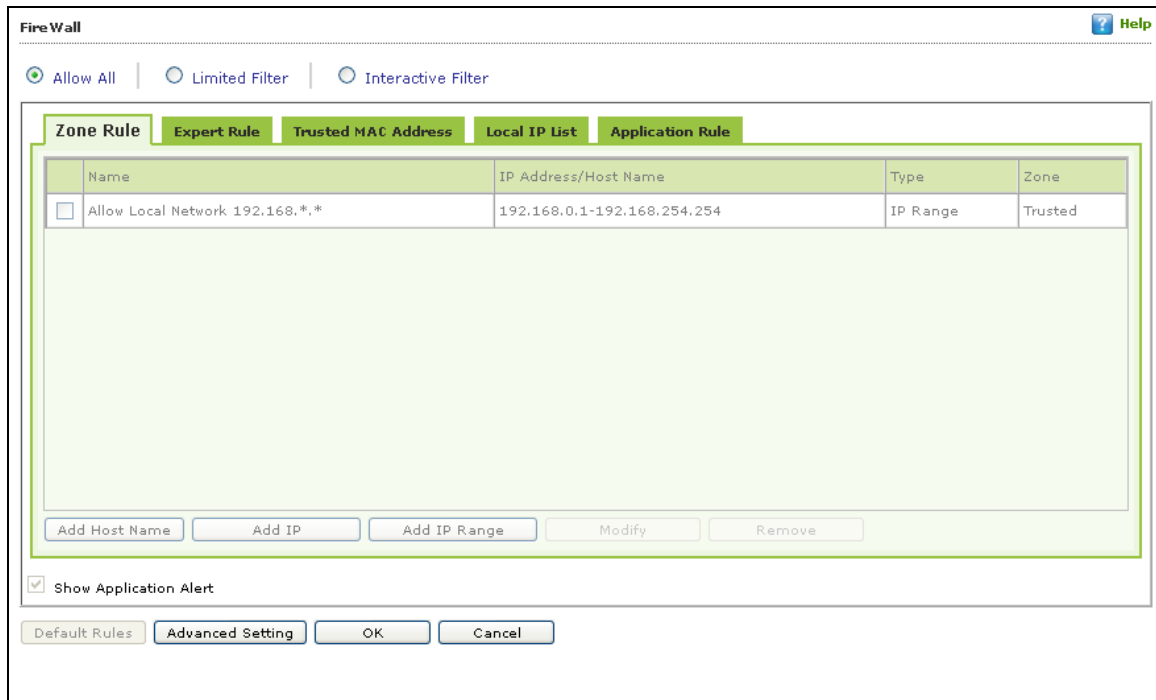 FireWall
? Help
Allow All Limited Filter Interactive Filter
Zone Rule Expert Rule Trusted MAC Address Local IP List Application Rule
Name IP Address/Host Name Type Zone
Allow Local Network 192.168.*.* 192.168.0.1-192.168.254.254 IP Range Trusted
Add Host Name Add IP Add IP Range Modify Remove
Show Application Alert
Default Rules Advanced Setting OK Cancel